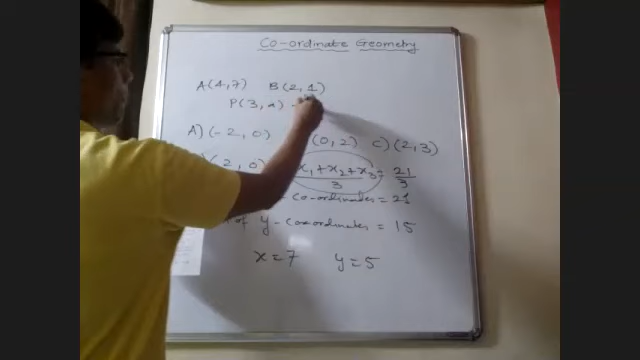 Co-ordinate Geometry
A(4,7) B(2,1)
P(3,a)
A) (-2,0) (0,2) C) (2,3)
(2,0) x₁+x₂+x₃/3 = 21/3
co-ordinates = 21
of y-co-ordinates = 15
x=7 y=5